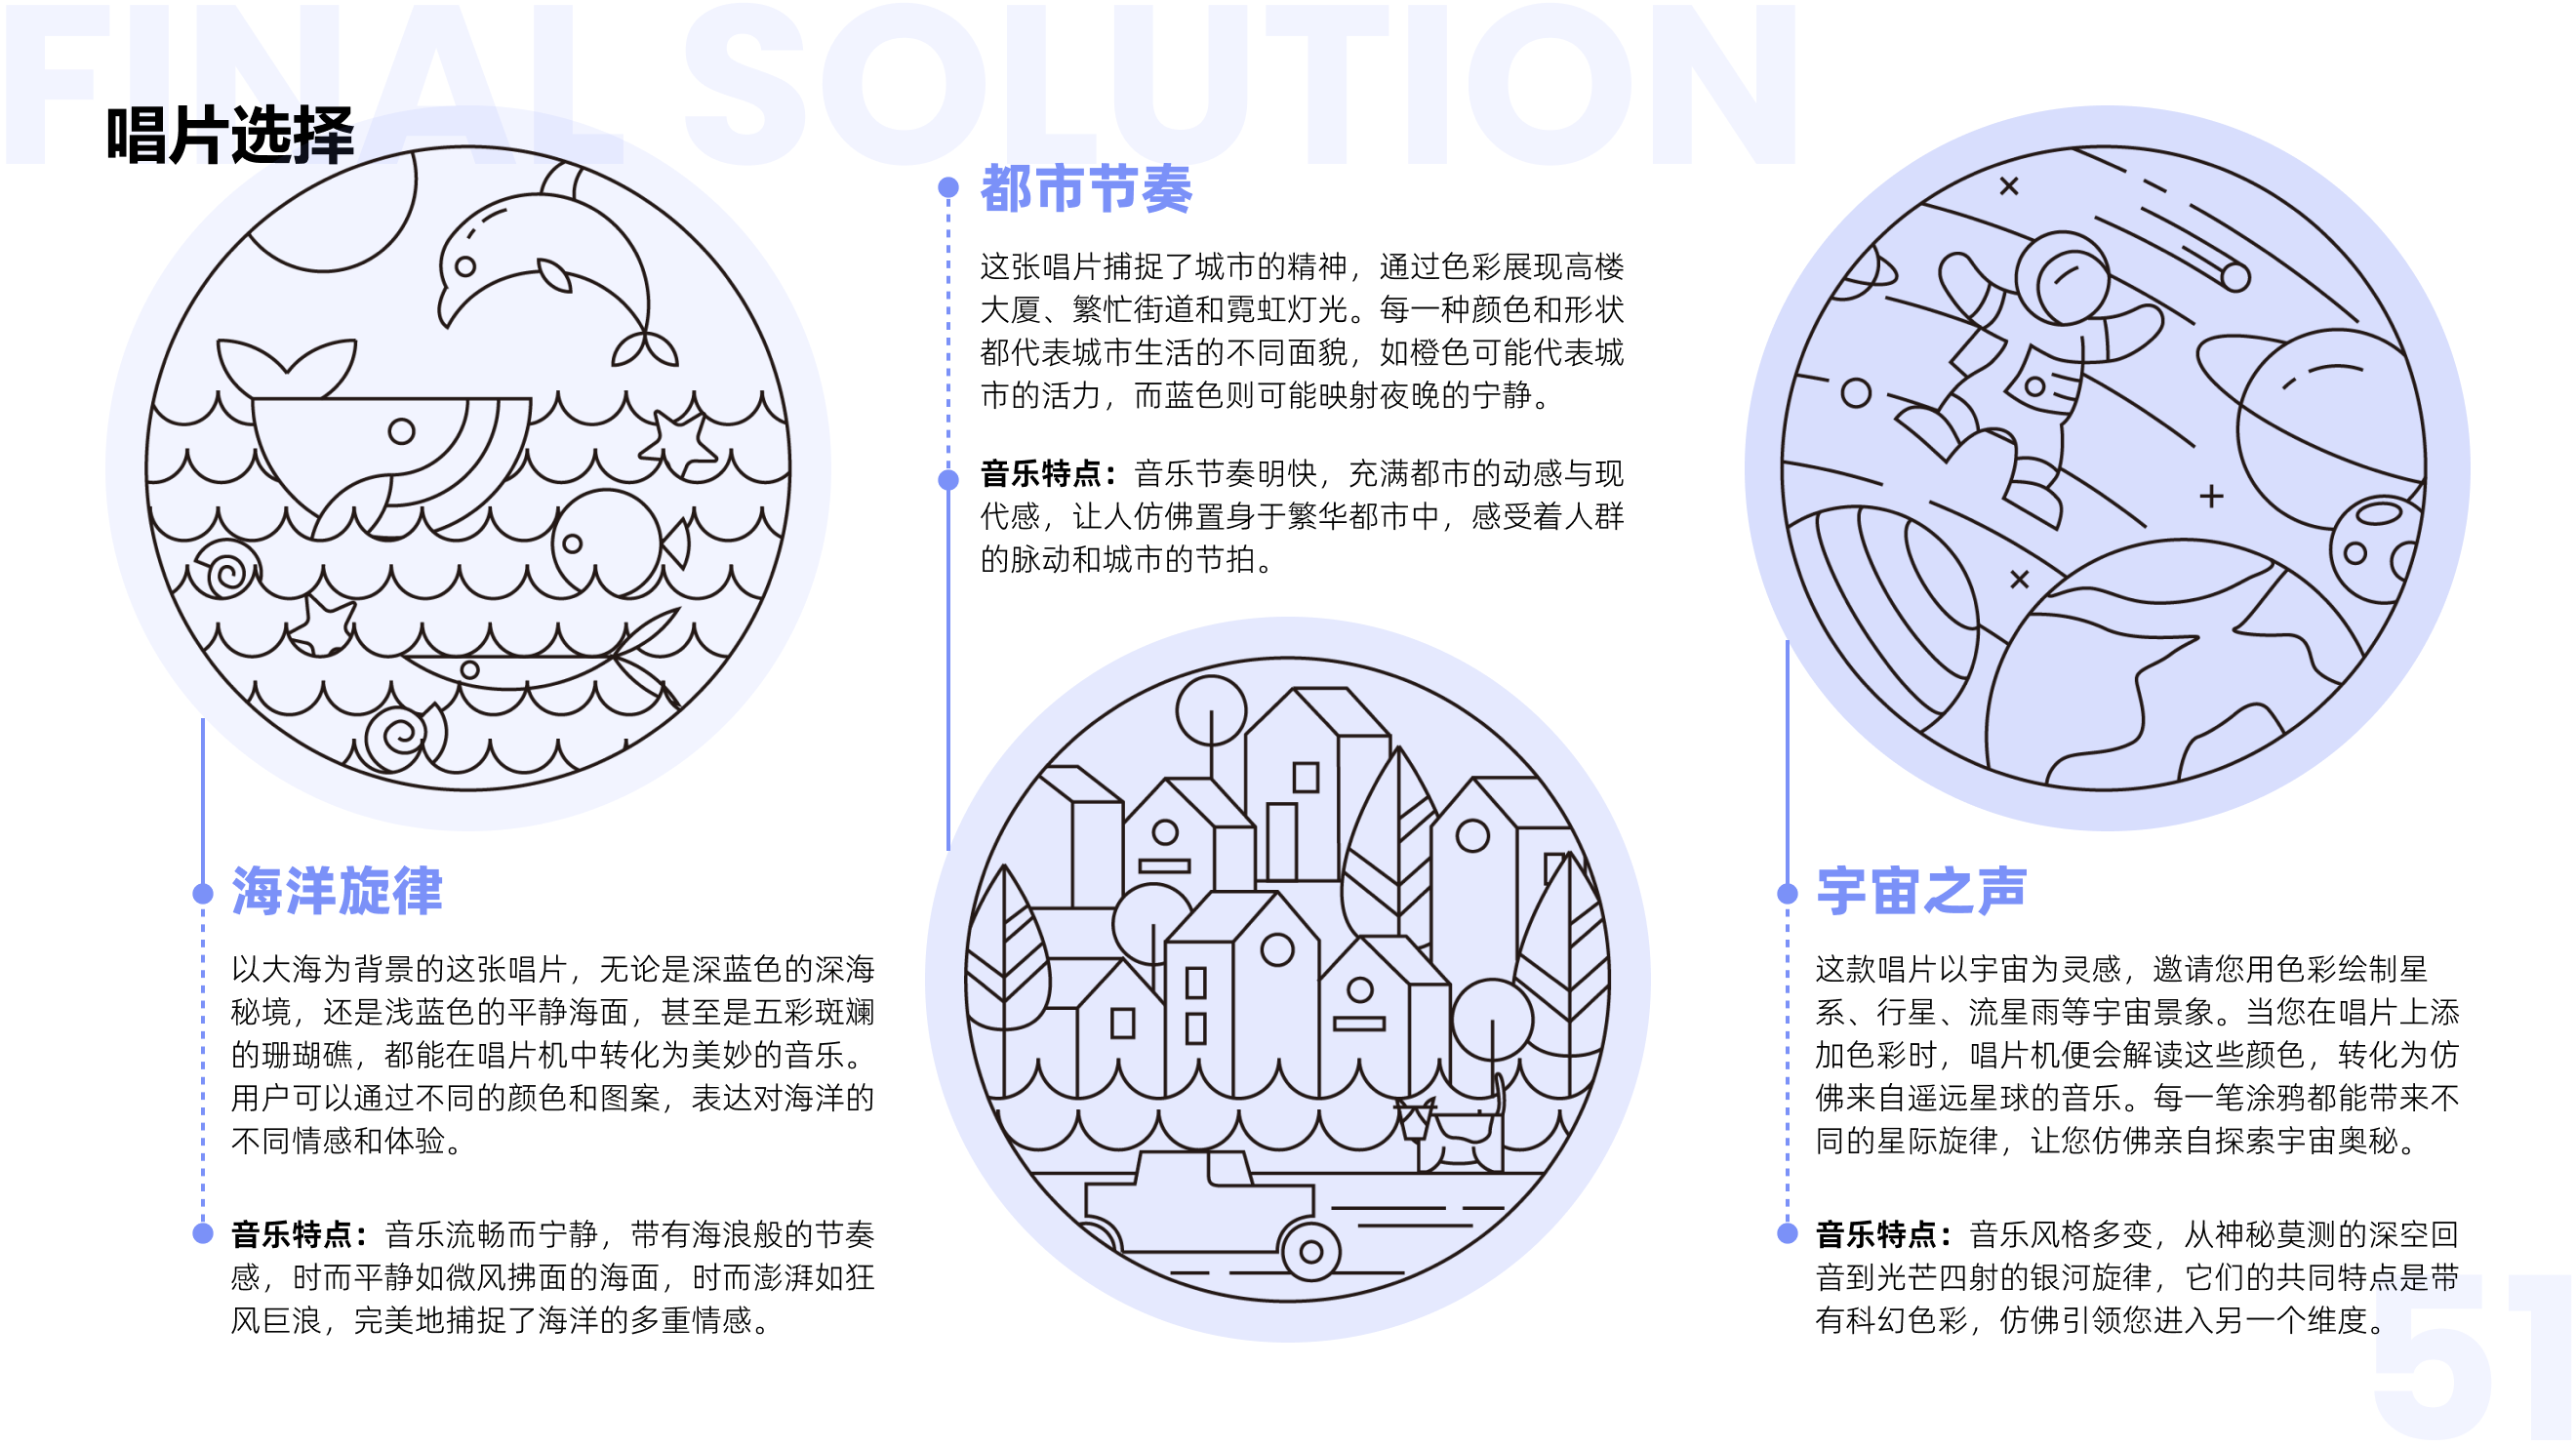 FINAL SOLUTION
唱片选择
海洋旋律
以大海为背景的这张唱片，无论是深蓝色的深海
秘境，还是浅蓝色的平静海面，甚至是五彩斑斓
的珊瑚礁，都能在唱片机中转化为美妙的音乐。
用户可以通过不同的颜色和图案，表达对海洋的
不同情感和体验。
音乐特点：音乐流畅而宁静，带有海浪般的节奏
感，时而平静如微风拂面的海面，时而澎湃如狂
风巨浪，完美地捕捉了海洋的多重情感。
都市节奏
这张唱片捕捉了城市的精神，通过色彩展现高楼
大厦、繁忙街道和霓虹灯光。每一种颜色和形状
都代表城市生活的不同面貌，如橙色可能代表城
市的活力，而蓝色则可能映射夜晚的宁静。
音乐特点：音乐节奏明快，充满都市的动感与现
代感，让人仿佛置身于繁华都市中，感受着人群
的脉动和城市的节拍。
宇宙之声
这款唱片以宇宙为灵感，邀请您用色彩绘制星
系、行星、流星雨等宇宙景象。当您在唱片上添
加色彩时，唱片机便会解读这些颜色，转化为仿
佛来自遥远星球的音乐。每一笔涂鸦都能带来不
同的星际旋律，让您仿佛亲自探索宇宙奥秘。
音乐特点：音乐风格多变，从神秘莫测的深空回
音到光芒四射的银河旋律，它们的共同特点是带
有科幻色彩，仿佛引领您进入另一个维度。
51